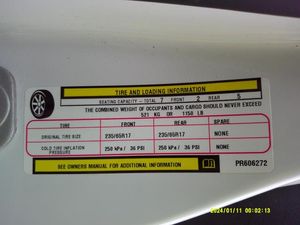 TIRE AND LOADING INFORMATION
SEATING CAPACITY - TOTAL 7 FRONT 2 REAR 5
THE COMBINED WEIGHT OF OCCUPANTS AND CARGO SHOULD NEVER EXCEED
521 KG OR 1150 LB
TIRE FRONT REAR SPARE
ORIGINAL TIRE SIZE 235/65R17 235/65R17 NONE
COLD TIRE INFLATION PRESSURE 250 kPa / 36 PSI 250 kPa / 36 PSI NONE
SEE OWNERS MANUAL FOR ADDITIONAL INFORMATION PR606272
2024/01/11 00:02:13